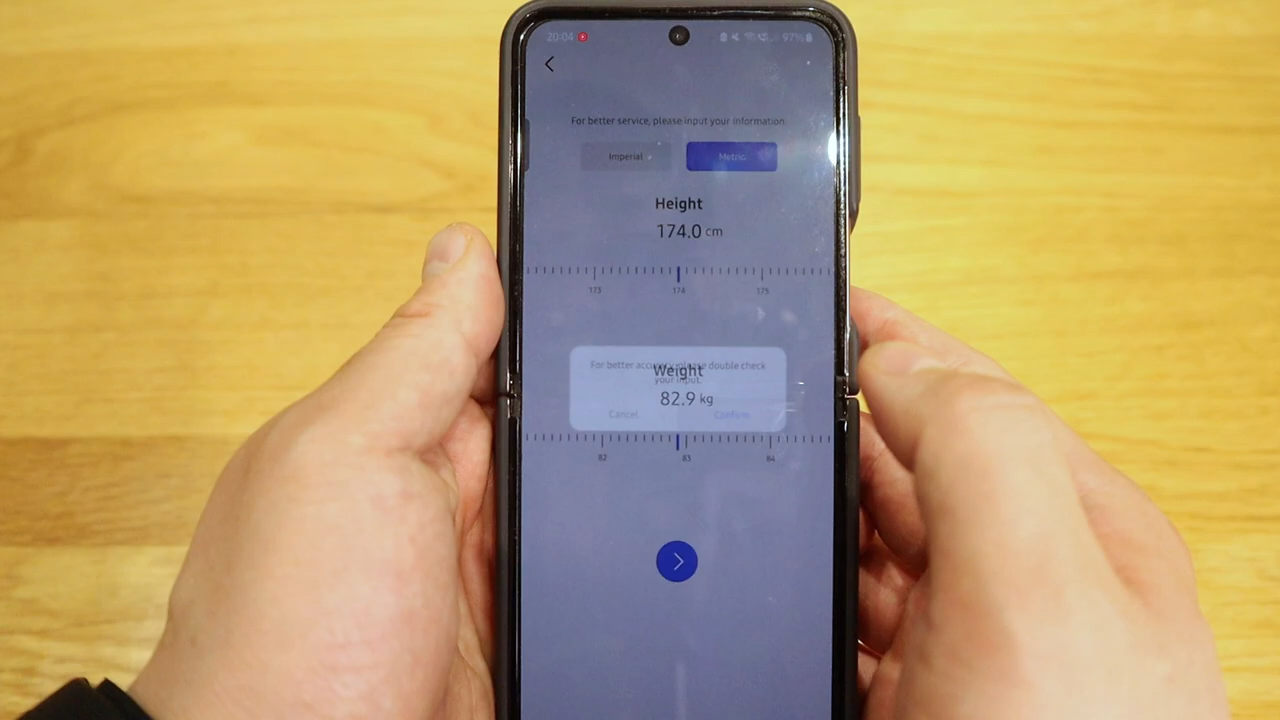 20:04 97%
For better service, please input your information.
Imperial Metric
Height
174.0 cm
173 174 175
For better accuracy, please double check
your input.
Weight
82.9 kg
Cancel Confirm
82 83 84